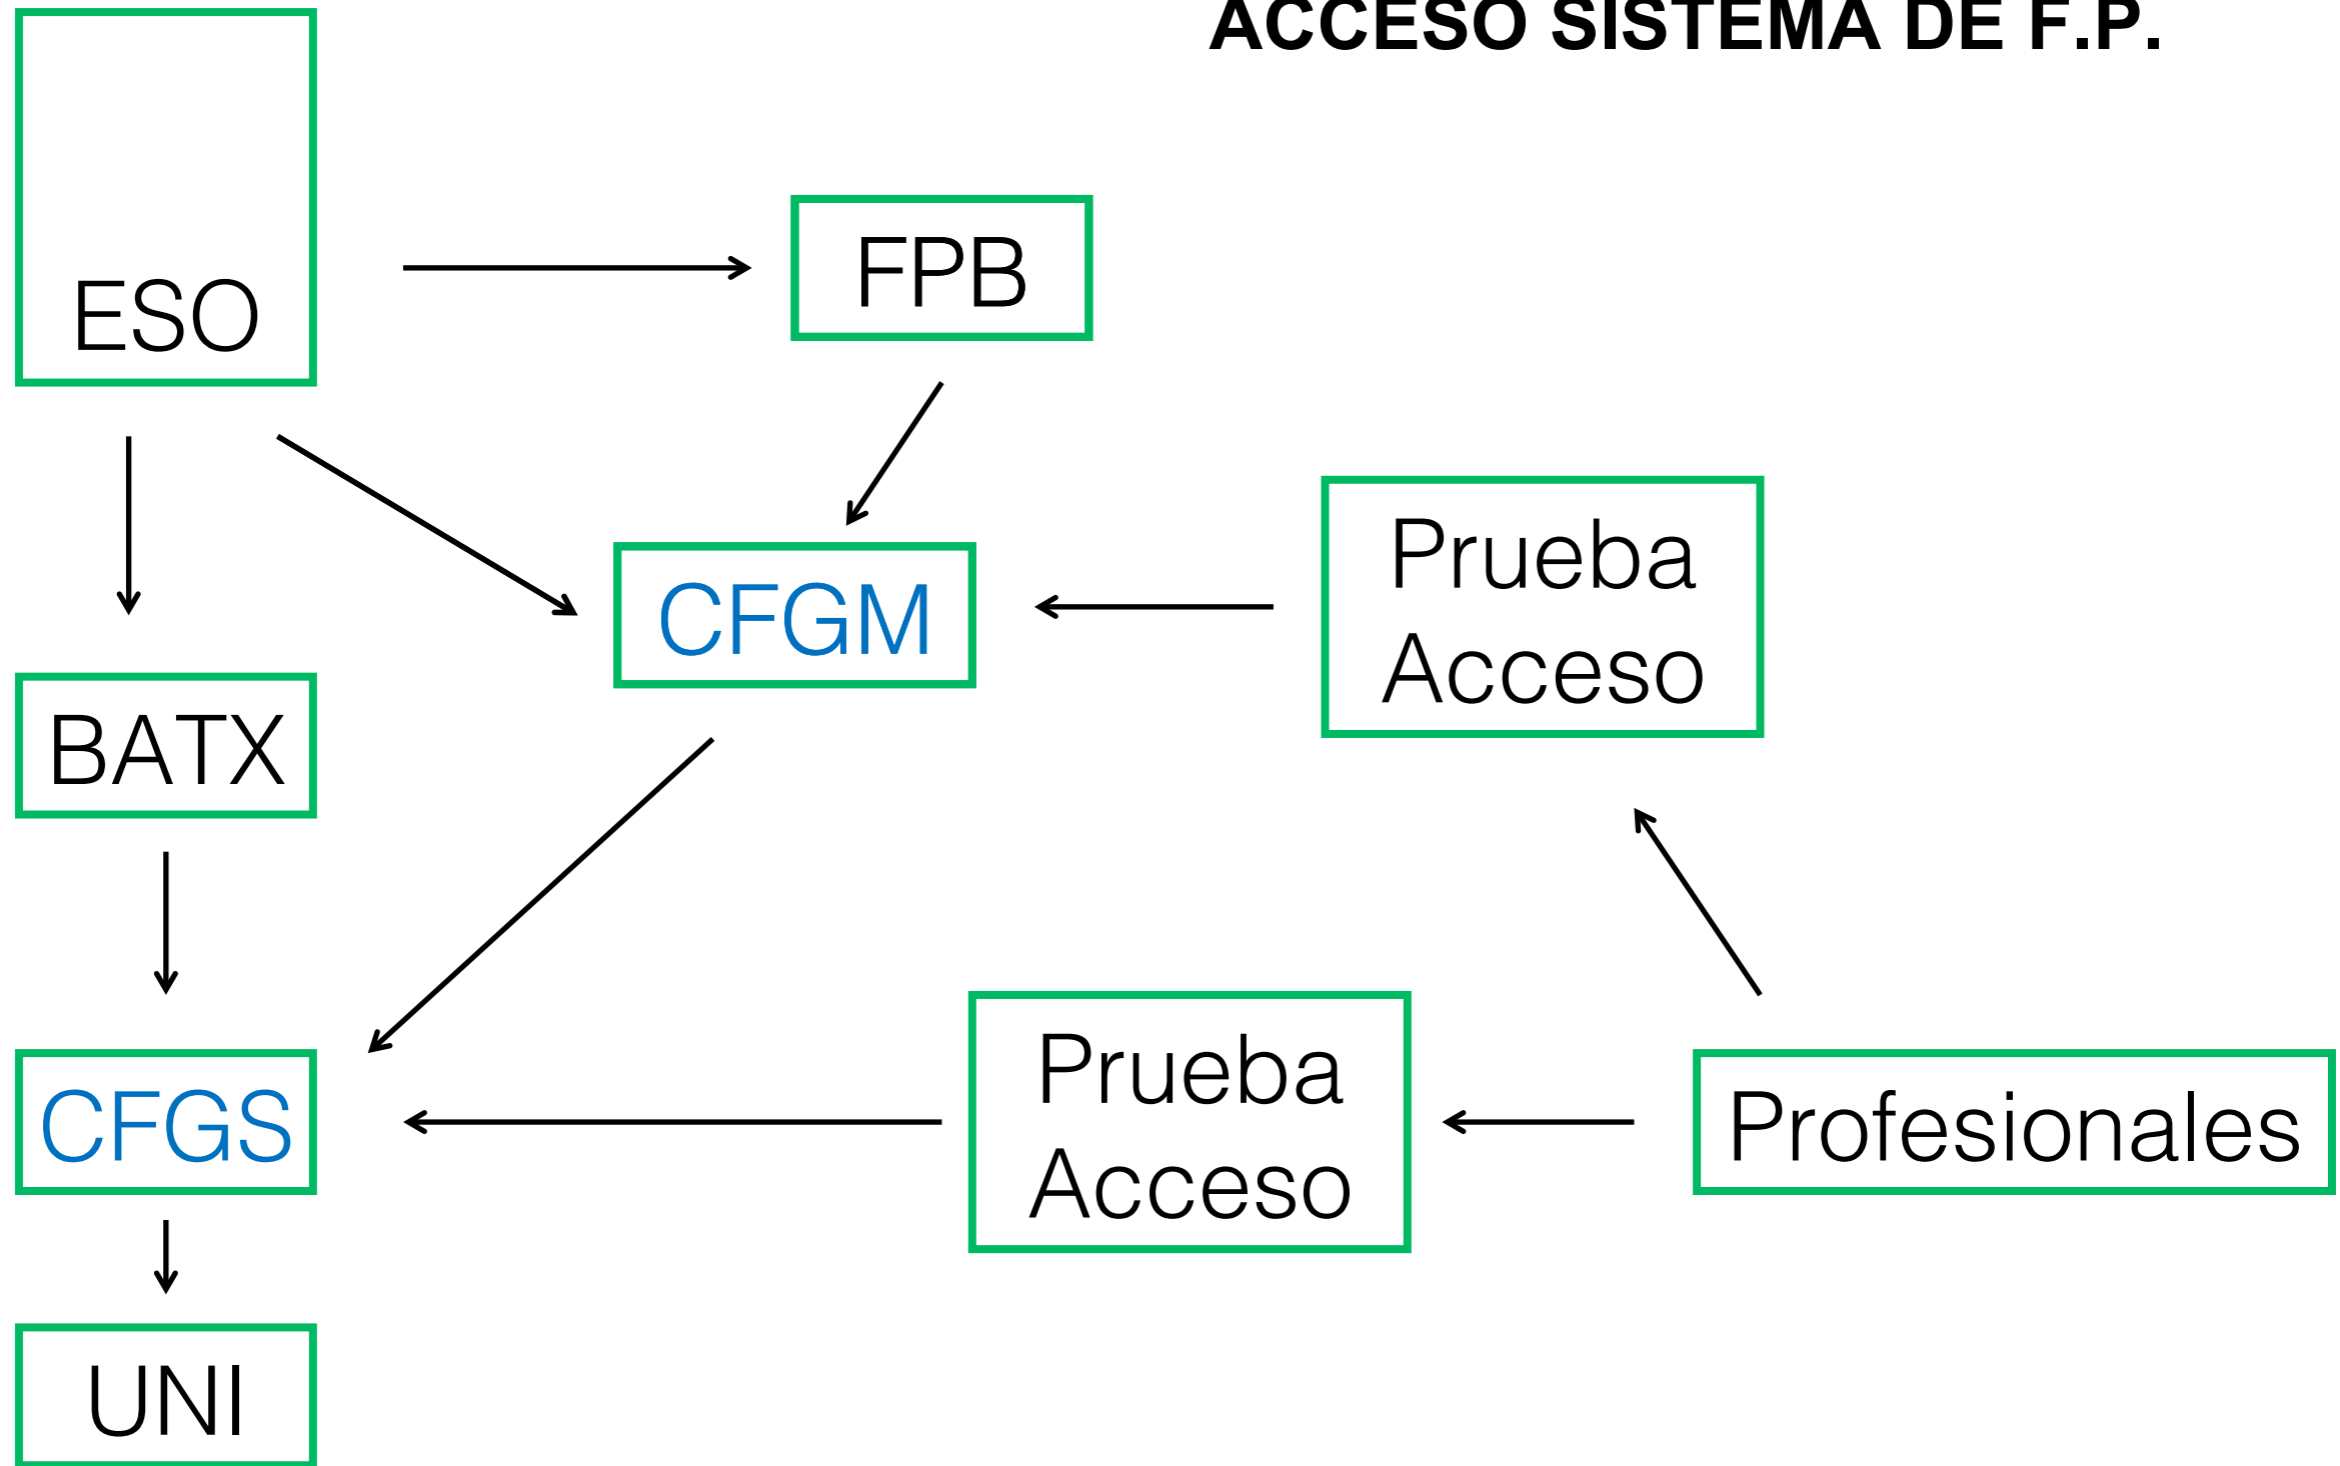 ACCESO SISTEMA DE F.P.
ESO
FPB
CFGM
Prueba
Acceso
BATX
CFGS
Prueba
Acceso
Profesionales
UNI